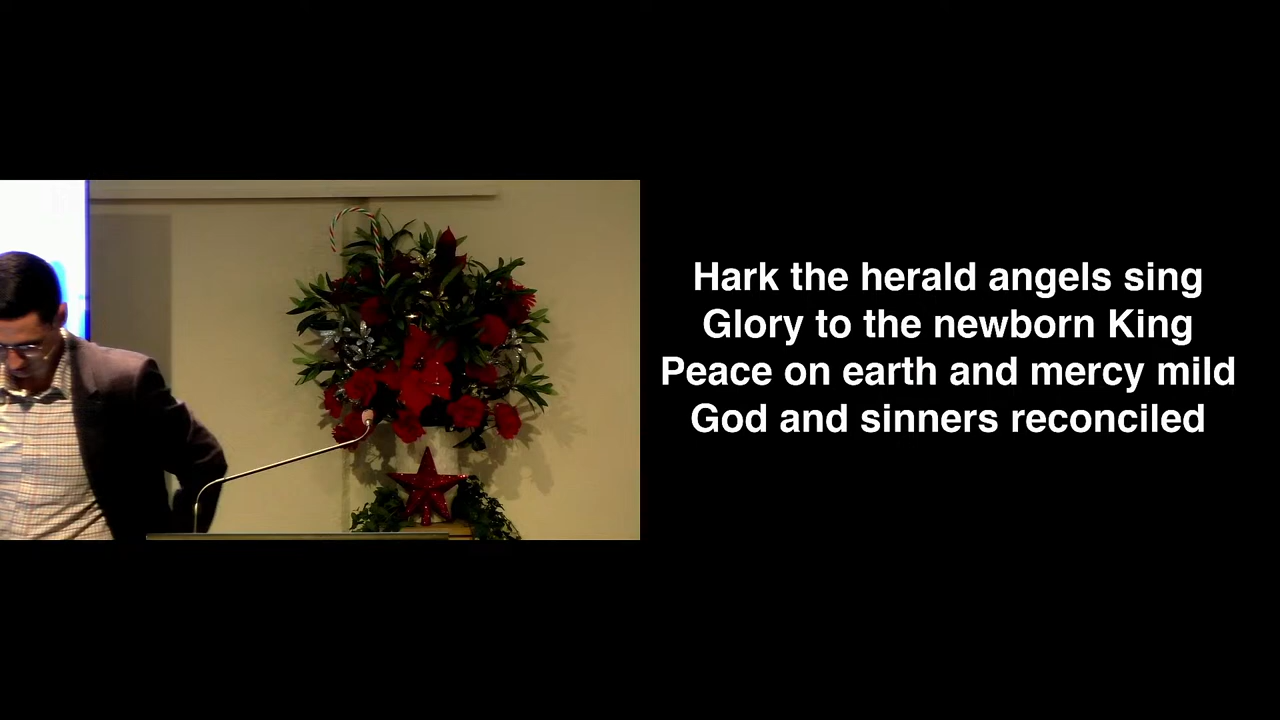 Hark the herald angels sing
Glory to the newborn King
Peace on earth and mercy mild
God and sinners reconciled